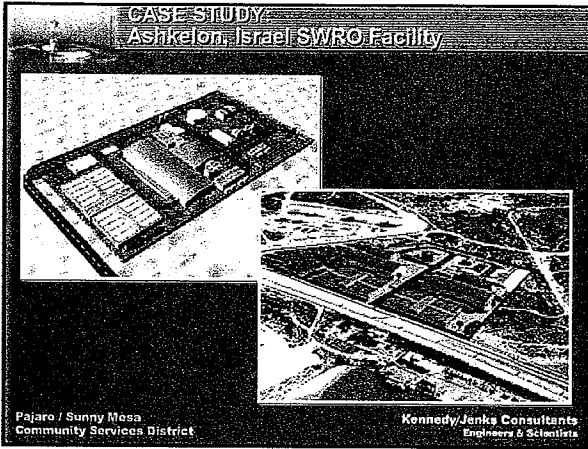 CASE STUDY:
Ashkelon, Israel SWRO Facility
Pajaro / Sunny Mesa
Community Services District
Kennedy/Jenks Consultants
Engineers & Scientists